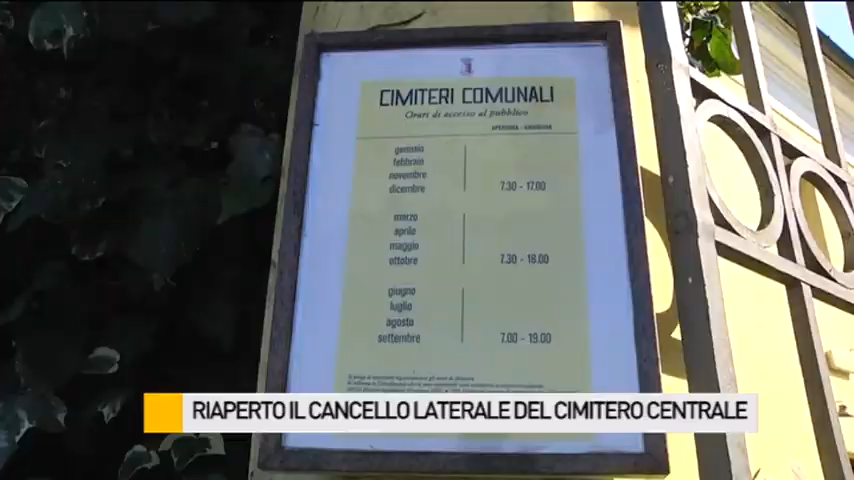 CIMITERI COMUNALI
Orari di accesso al pubblico
APERTURA - CHIUSURA
gennaio
febbraio
novembre
dicembre
7.30 - 17.00
marzo
aprile
maggio
ottobre
7.30 - 18.00
giugno
luglio
agosto
settembre
7.00 - 19.00
RIAPERTO IL CANCELLO LATERALE DEL CIMITERO CENTRALE